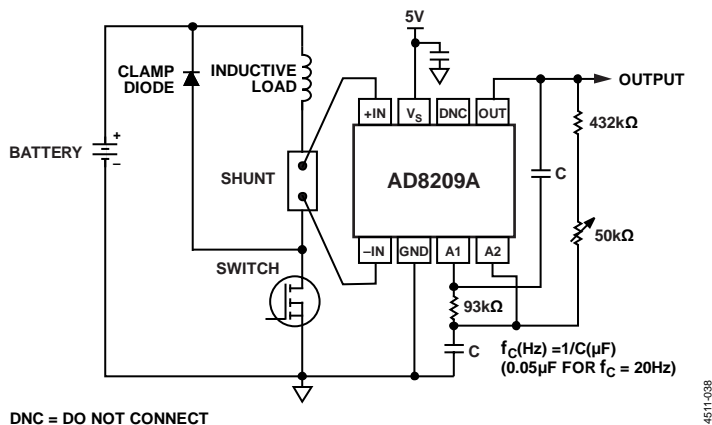 5V
CLAMP
DIODE
INDUCTIVE
LOAD
OUTPUT
+IN
VS
DNC
OUT
432kΩ
BATTERY
+
–
SHUNT
AD8209A
C
50kΩ
–IN
GND
A1
A2
SWITCH
93kΩ
C
fC(Hz) =1/C(µF)
(0.05µF FOR fC = 20Hz)
DNC = DO NOT CONNECT
4511-038